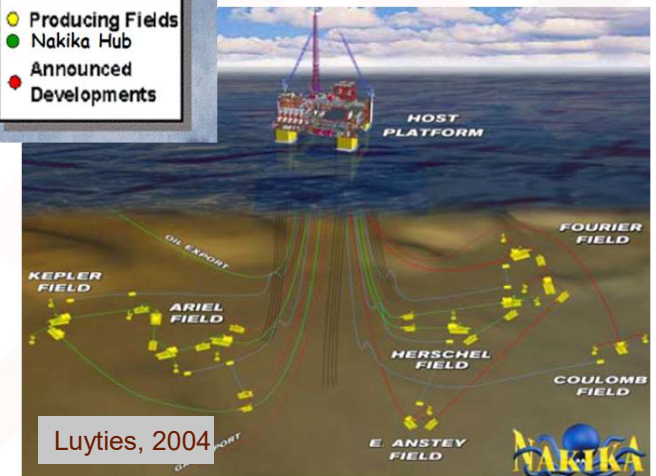 Producing Fields
Nakika Hub
Announced
Developments
HOST
PLATFORM
OIL EXPORT
FOURIER
FIELD
KEPLER
FIELD
ARIEL
FIELD
HERSCHEL
FIELD
COULOMB
FIELD
Luyties, 2004
PORT
E. ANSTEY
FIELD
NAKIKA